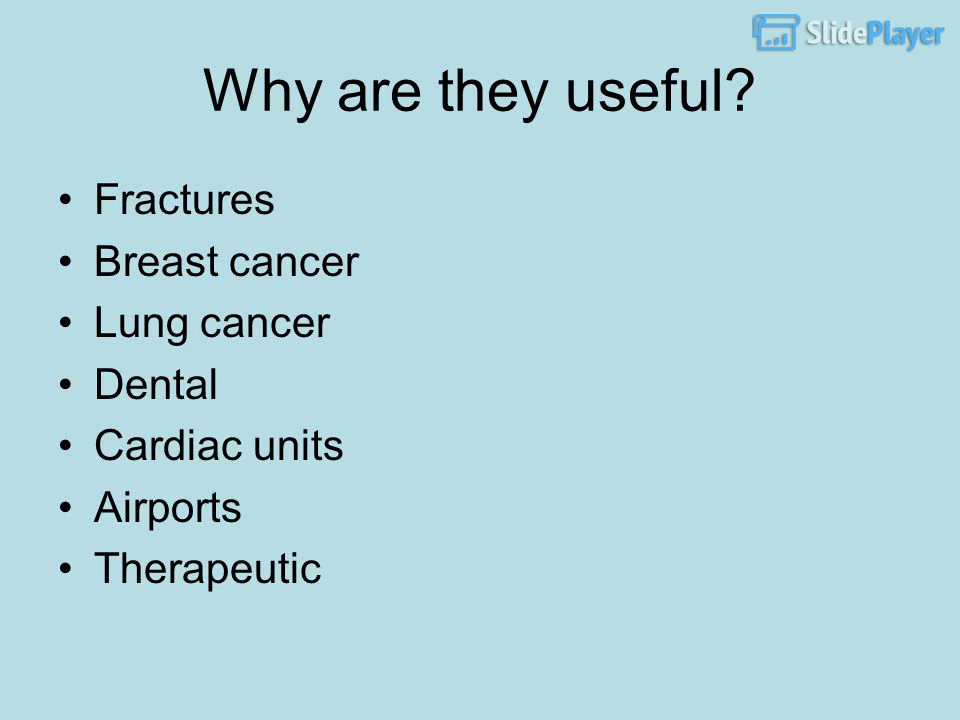 SlidePlayer
Why are they useful?
• Fractures
• Breast cancer
• Lung cancer
• Dental
• Cardiac units
• Airports
• Therapeutic